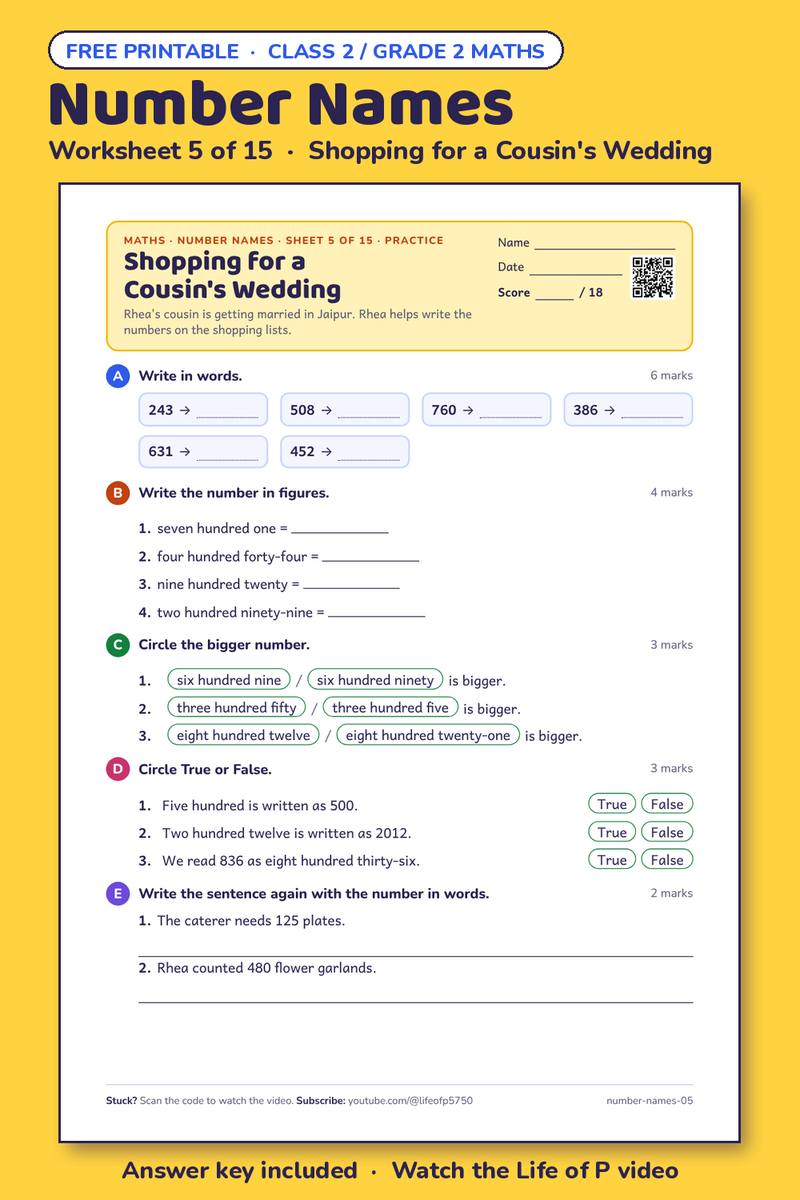 FREE PRINTABLE · CLASS 2 / GRADE 2 MATHS
Number Names
Worksheet 5 of 15 · Shopping for a Cousin's Wedding
MATHS · NUMBER NAMES · SHEET 5 OF 15 · PRACTICE
Shopping for a
Cousin's Wedding
Rhea's cousin is getting married in Jaipur. Rhea helps write the
numbers on the shopping lists.
Name
Date
Score / 18
A Write in words. 6 marks
243 → 508 → 760 → 386 →
631 → 452 →
B Write the number in figures. 4 marks
1. seven hundred one =
2. four hundred forty-four =
3. nine hundred twenty =
4. two hundred ninety-nine =
C Circle the bigger number. 3 marks
1. six hundred nine / six hundred ninety is bigger.
2. three hundred fifty / three hundred five is bigger.
3. eight hundred twelve / eight hundred twenty-one is bigger.
D Circle True or False. 3 marks
1. Five hundred is written as 500. True False
2. Two hundred twelve is written as 2012. True False
3. We read 836 as eight hundred thirty-six. True False
E Write the sentence again with the number in words. 2 marks
1. The caterer needs 125 plates.
2. Rhea counted 480 flower garlands.
Stuck? Scan the code to watch the video. Subscribe: youtube.com/@lifeofp5750 number-names-05
Answer key included · Watch the Life of P video